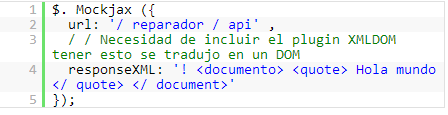 1 $. Mockjax ({
2 url: '/ reparador / api' ,
3 / / Necesidad de incluir el plugin XMLDOM
tener esto se tradujo en un DOM
4 responseXML: '! <documento> <quote> Hola mundo
</ quote> </ document>'
5 });